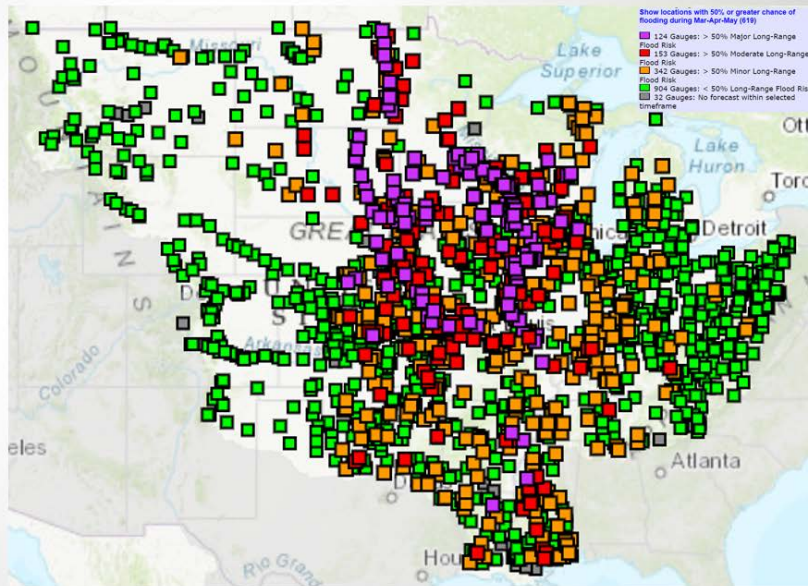 Show locations with 50% or greater chance of
flooding during Mar-Apr-May (619)
124 Gauges: > 50% Major Long-Range
Flood Risk
153 Gauges: > 50% Moderate Long-Range
Flood Risk
342 Gauges: > 50% Minor Long-Range
Flood Risk
904 Gauges: < 50% Long-Range Flood Ris
32 Gauges: No forecast within selected
timeframe
Missouri
Lake
Superior
Ott
Lake
Huron
Toro
Detroit
GREA
Arkansas
Colorado
eles
Atlanta
Hou
Rio Grand